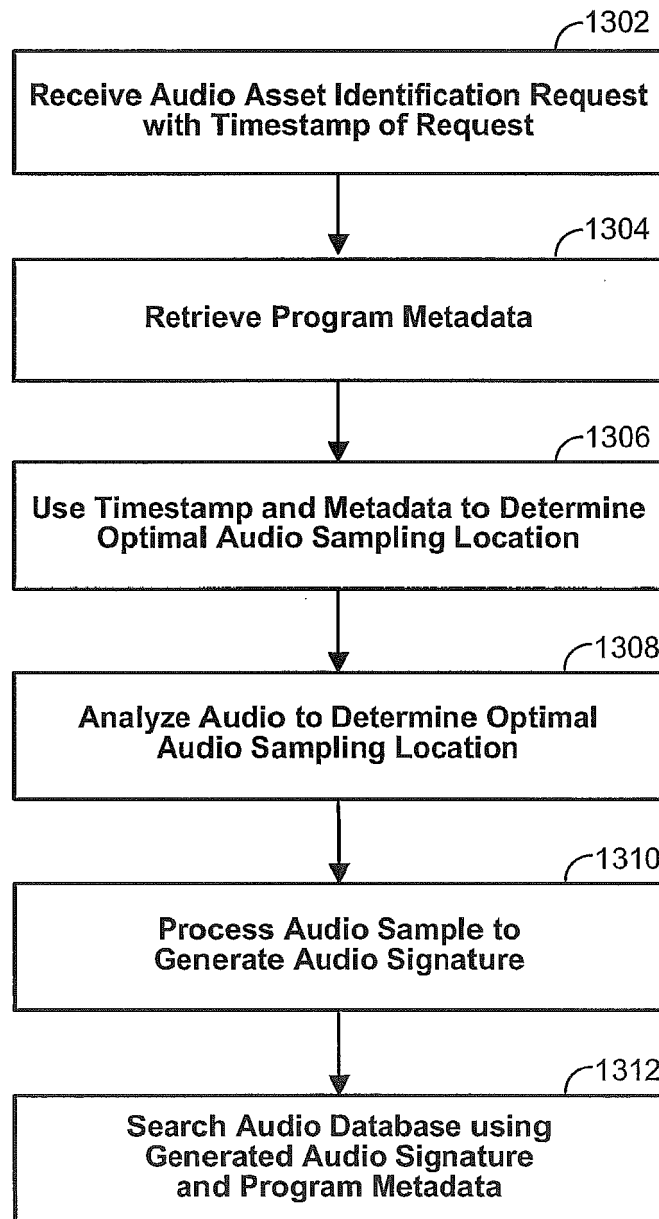 1302
Receive Audio Asset Identification Request
with Timestamp of Request
1304
Retrieve Program Metadata
1306
Use Timestamp and Metadata to Determine
Optimal Audio Sampling Location
1308
Analyze Audio to Determine Optimal
Audio Sampling Location
1310
Process Audio Sample to
Generate Audio Signature
1312
Search Audio Database using
Generated Audio Signature
and Program Metadata